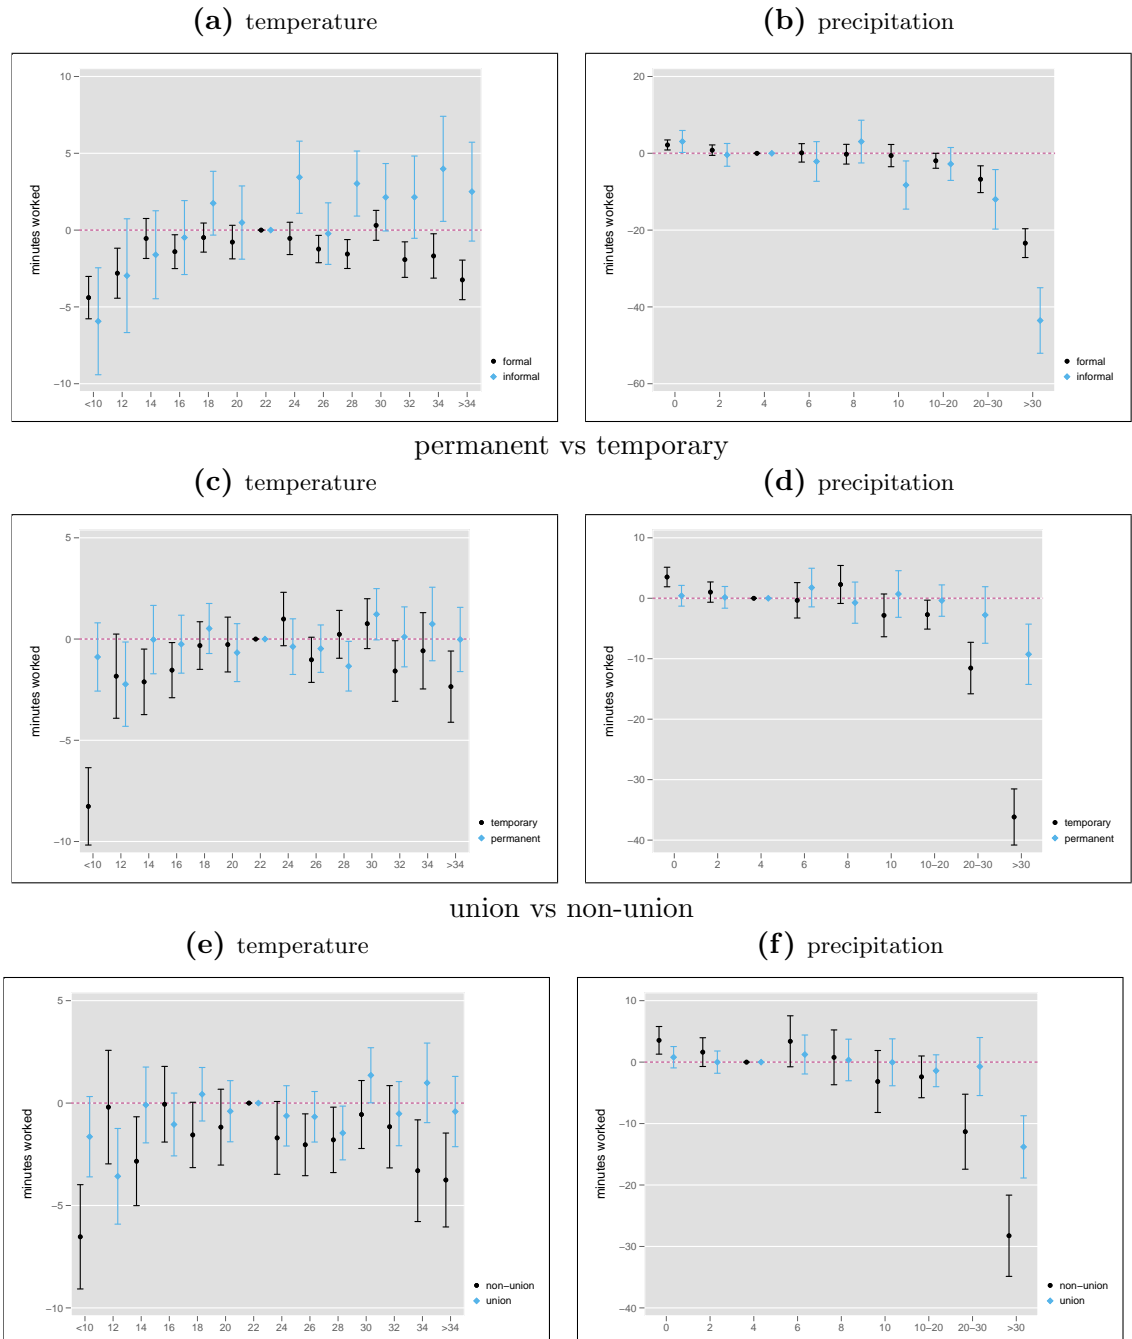 (a) temperature
(b) precipitation
10
5
0
−5
−10
minutes worked
<10 12 14 16 18 20 22 24 26 28 30 32 34 >34
formal
informal
20
0
−20
−40
−60
minutes worked
0 2 4 6 8 10 10−20 20−30 >30
formal
informal
permanent vs temporary
(c) temperature
(d) precipitation
5
0
−5
−10
minutes worked
<10 12 14 16 18 20 22 24 26 28 30 32 34 >34
temporary
permanent
10
0
−10
−20
−30
−40
minutes worked
0 2 4 6 8 10 10−20 20−30 >30
temporary
permanent
union vs non-union
(e) temperature
(f) precipitation
5
0
−5
−10
minutes worked
<10 12 14 16 18 20 22 24 26 28 30 32 34 >34
non−union
union
10
0
−10
−20
−30
−40
minutes worked
0 2 4 6 8 10 10−20 20−30 >30
non−union
union